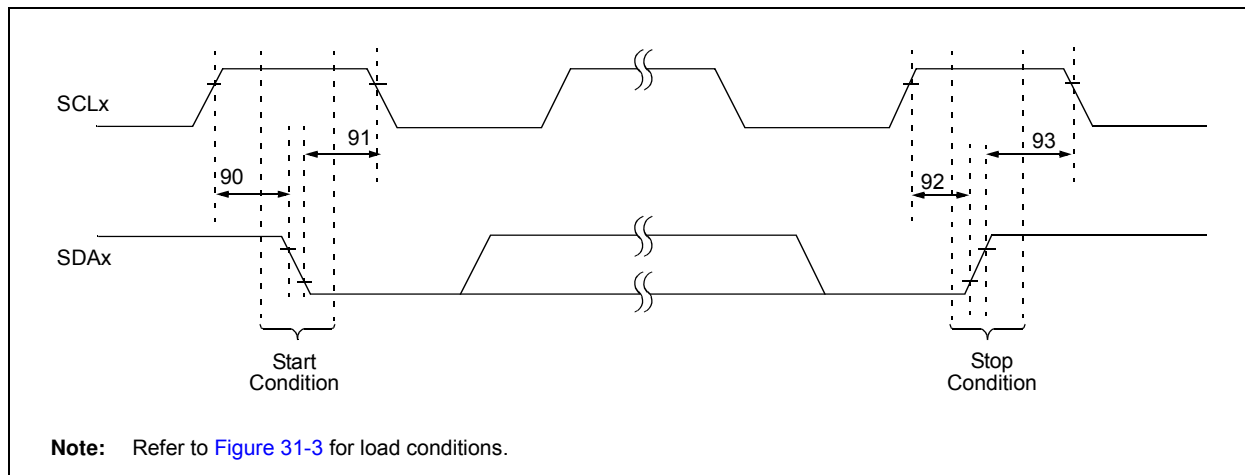 SCLx
91
93
90
92
SDAx
Start
Condition
Stop
Condition
Note: Refer to Figure 31-3 for load conditions.